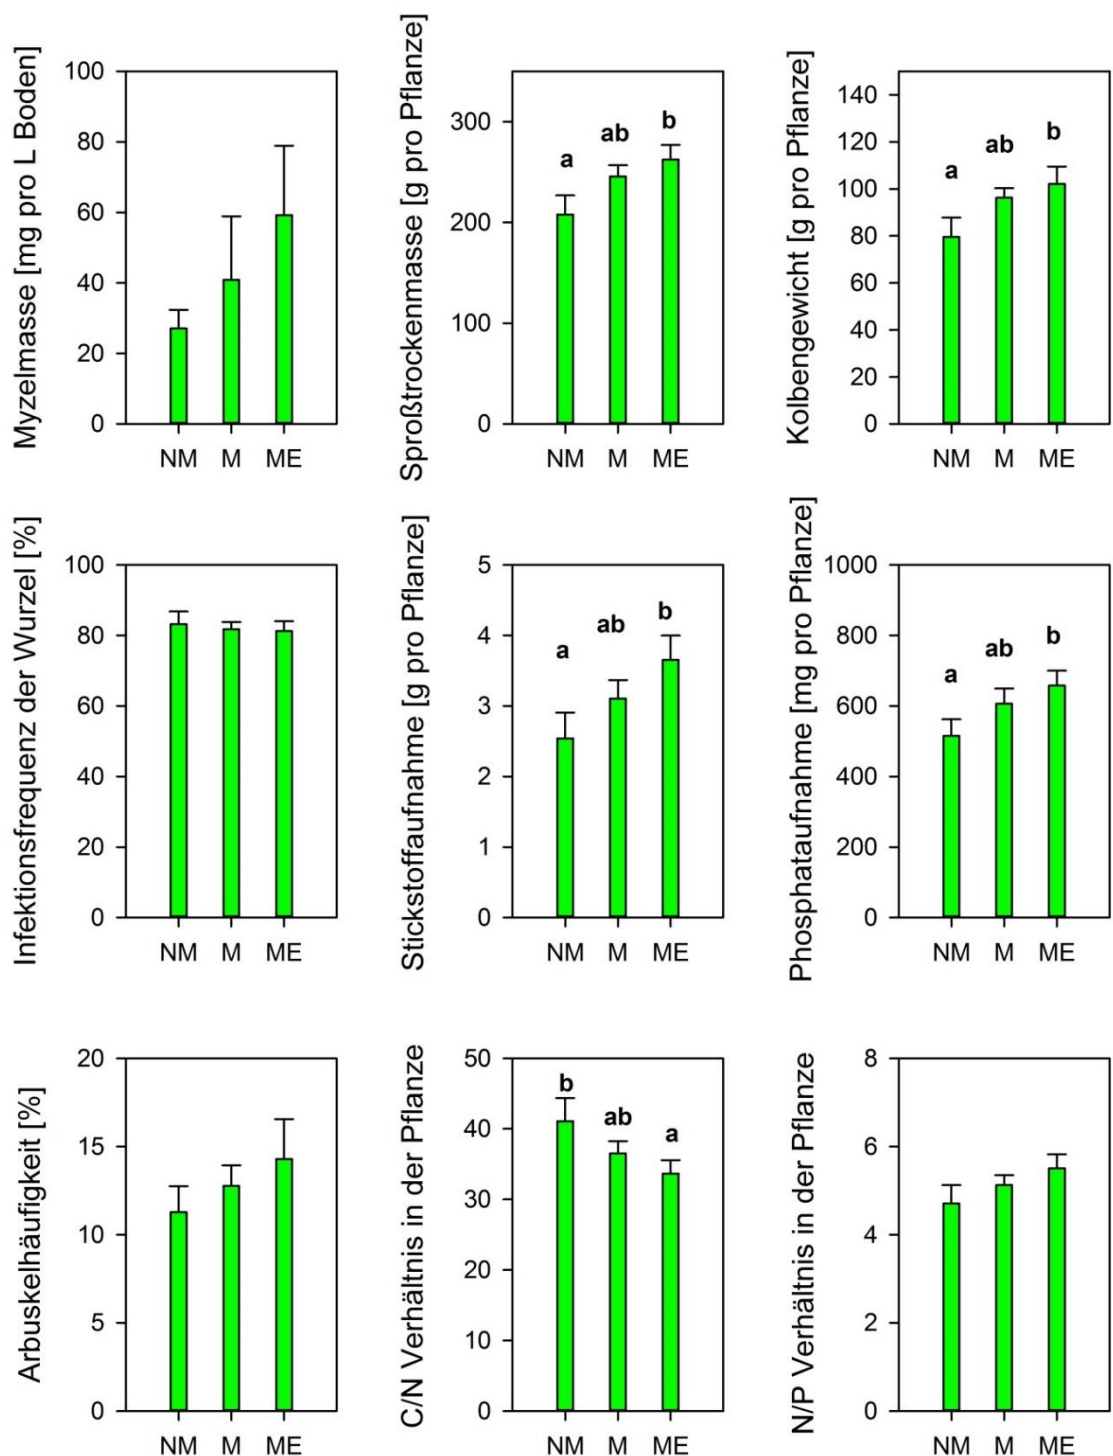 Myzelmasse [mg pro L Boden]
100
80
60
40
20
0
NM M ME
Sproßtrockenmasse [g pro Pflanze]
300
200
100
0
a ab b
NM M ME
Kolbengewicht [g pro Pflanze]
140
120
100
80
60
40
20
0
a ab b
NM M ME
Infektionsfrequenz der Wurzel [%]
100
80
60
40
20
0
NM M ME
Stickstoffaufnahme [g pro Pflanze]
5
4
3
2
1
0
a ab b
NM M ME
Phosphataufnahme [mg pro Pflanze]
1000
800
600
400
200
0
a ab b
NM M ME
Arbuskelhäufigkeit [%]
20
15
10
5
0
NM M ME
C/N Verhältnis in der Pflanze
50
40
30
20
10
0
b ab a
NM M ME
N/P Verhältnis in der Pflanze
8
6
4
2
0
NM M ME